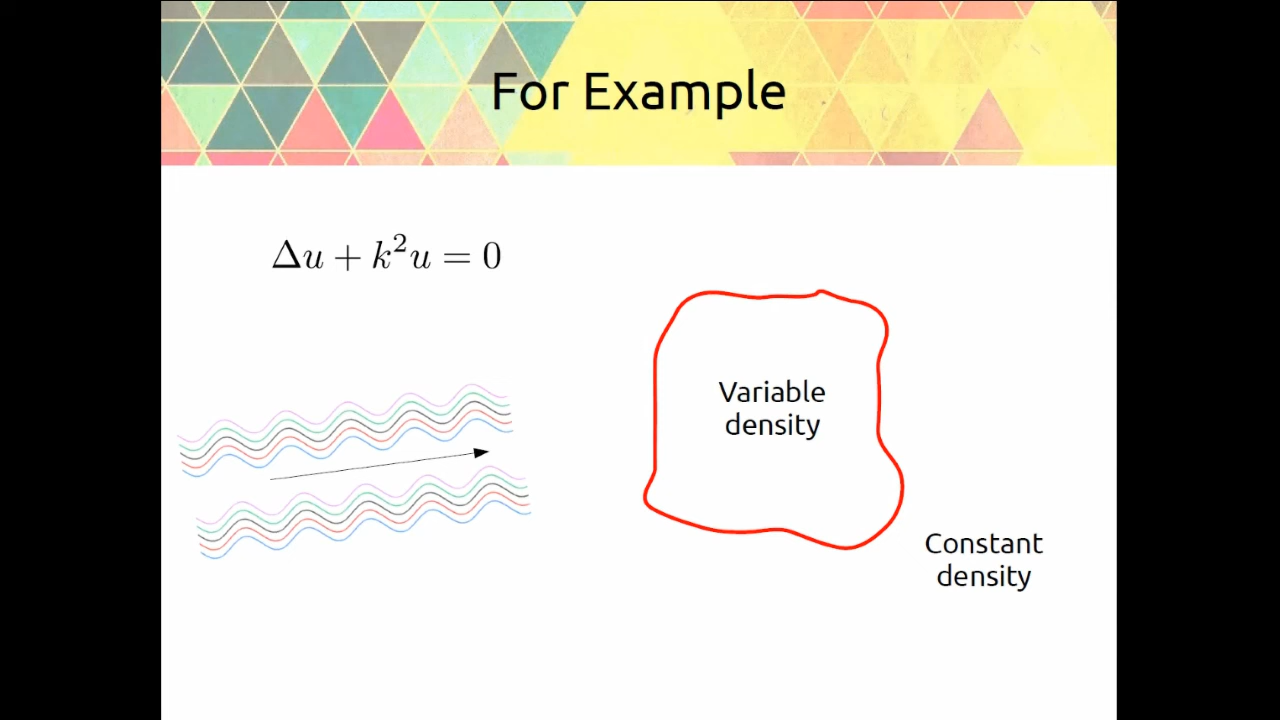 For Example
Δu + k²u = 0
Variable
density
Constant
density